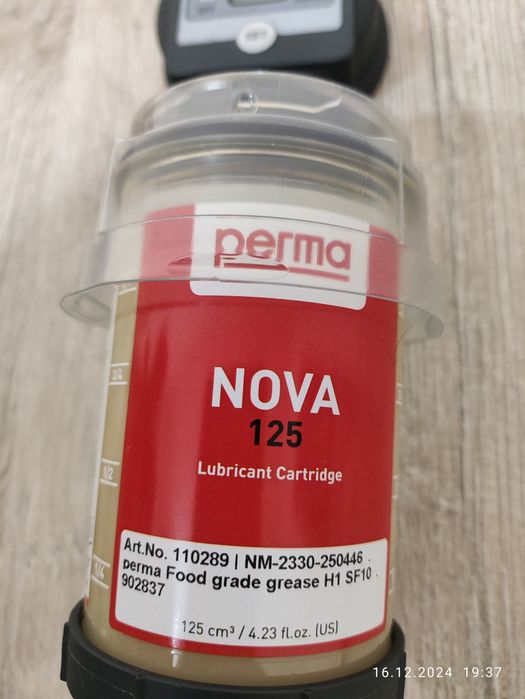 perma
3/4
1/2
1/4
NOVA
125
Lubricant Cartridge
Art.No. 110289 | NM-2330-250446
perma Food grade grease H1 SF10
902837
125 cm³ / 4.23 fl.oz. (US)
16.12.2024 19:37